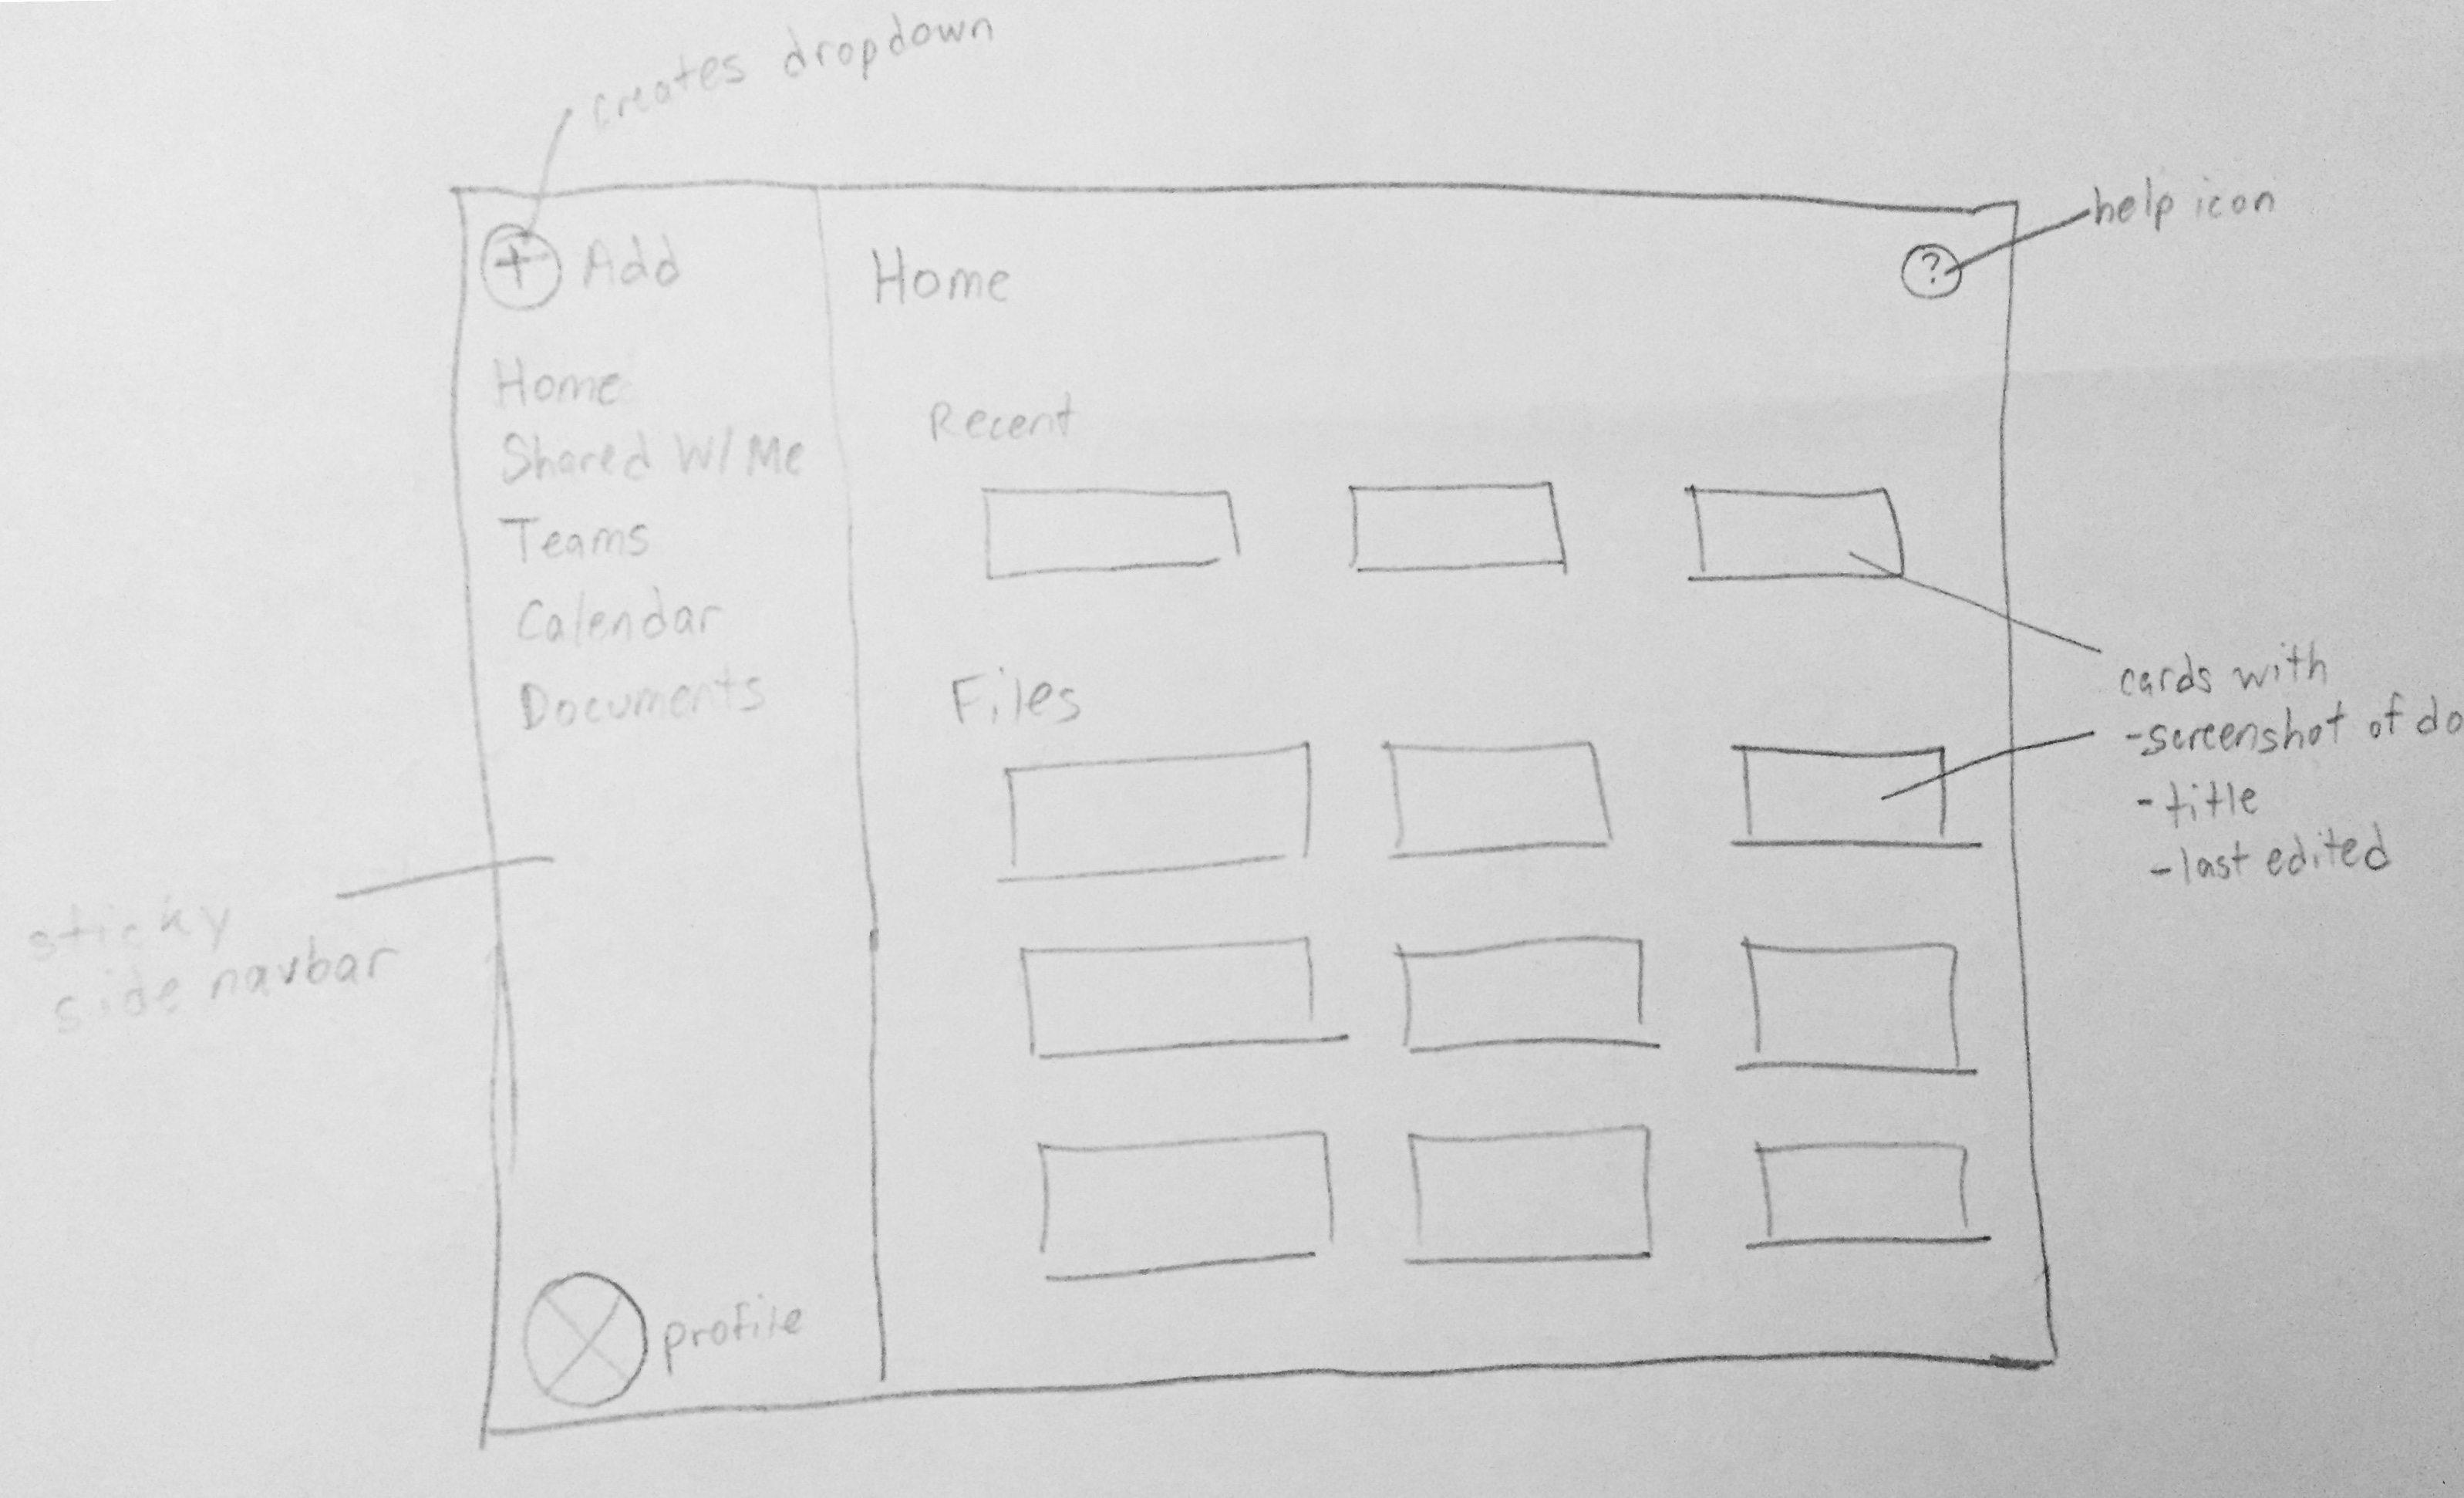 creates dropdown
+ Add
Home
Shared W/ Me
Teams
Calendar
Documents
sticky
side navbar
profile
Home
?
help icon
Recent
Files
cards with
-screenshot of do
-title
-last edited